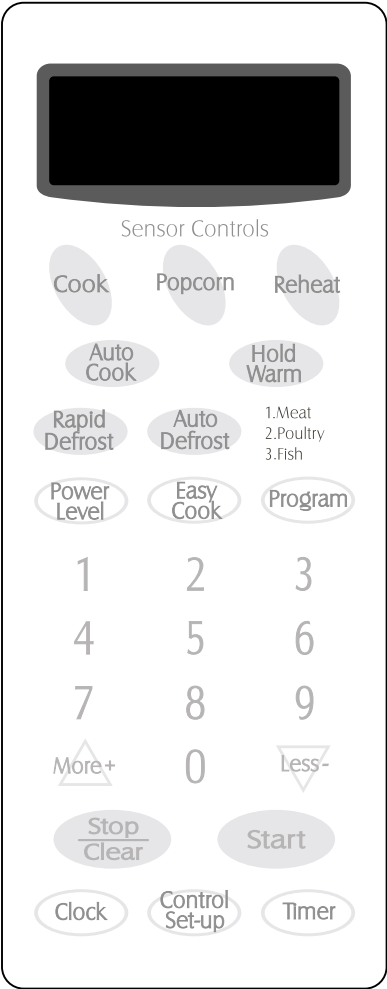 Sensor Controls
Cook Popcorn Reheat
Auto Cook Hold Warm
Rapid Defrost Auto Defrost
1.Meat
2.Poultry
3.Fish
Power Level Easy Cook Program
1 2 3
4 5 6
7 8 9
More+ 0 Less-
Stop
Clear
Start
Clock Control Set-up Timer